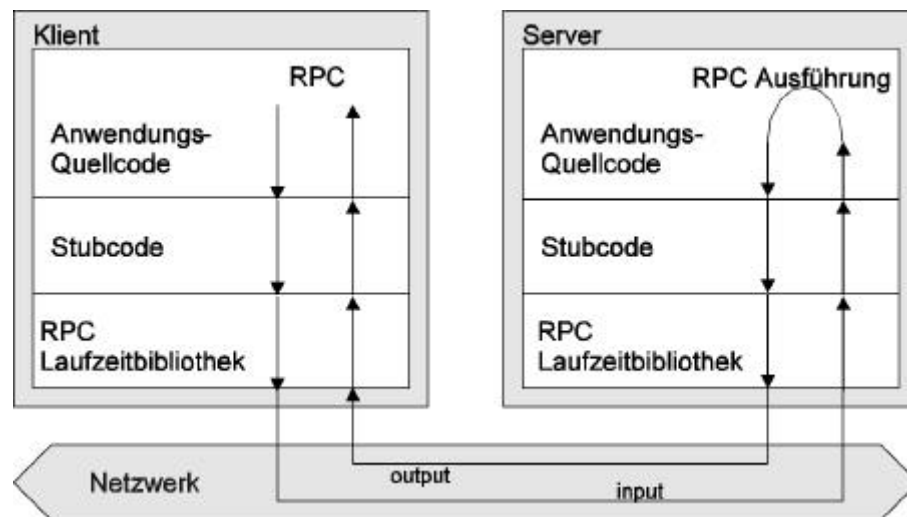 Klient
RPC
Anwendungs-
Quellcode
Stubcode
RPC
Laufzeitbibliothek
Server
RPC Ausführung
Anwendungs-
Quellcode
Stubcode
RPC
Laufzeitbibliothek
Netzwerk
output
input